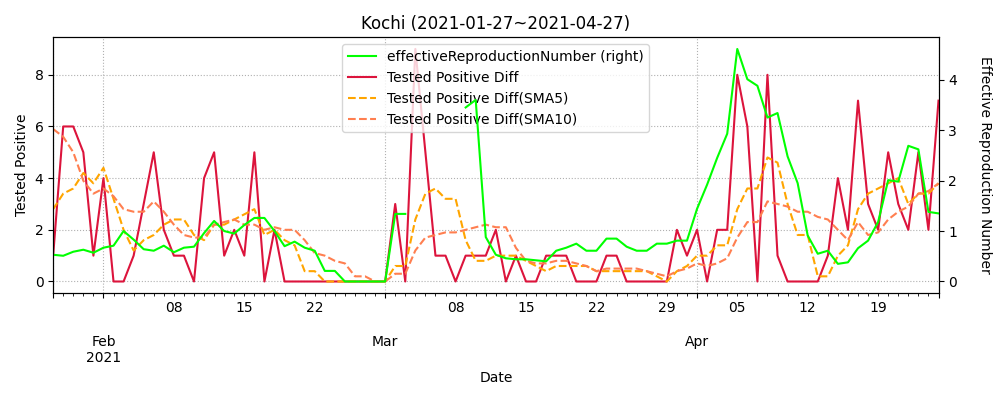 Kochi (2021-01-27~2021-04-27)
effectiveReproductionNumber (right)
Tested Positive Diff
Tested Positive Diff(SMA5)
Tested Positive Diff(SMA10)
Tested Positive
8
6
4
2
0
Effective Reproduction Number
4
3
2
1
0
08 15 22 08 15 22 29 05 12 19
Feb Mar Apr
2021
Date